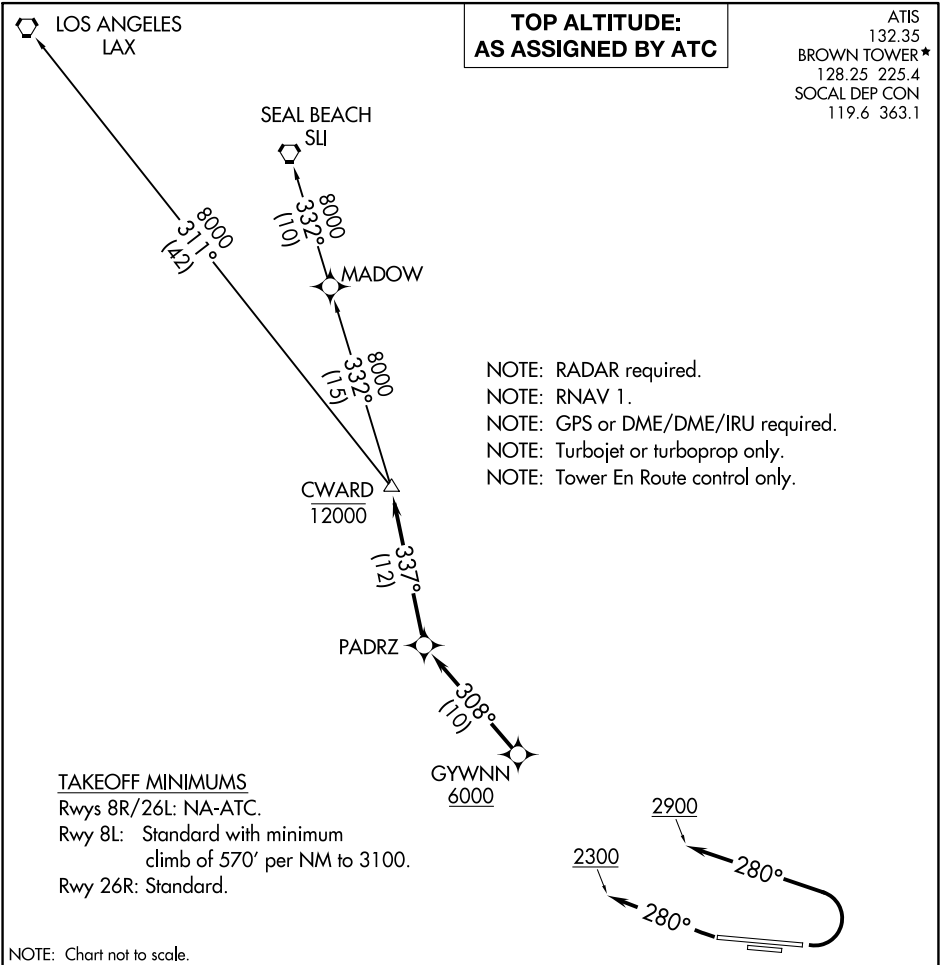 LOS ANGELES
LAX
TOP ALTITUDE:
AS ASSIGNED BY ATC
ATIS
132.35
BROWN TOWER★
128.25 225.4
SOCAL DEP CON
119.6 363.1
SEAL BEACH
SLI
8000
332°
(10)
8000
311°
(42)
MADOW
8000
332°
(15)
NOTE: RADAR required.
NOTE: RNAV 1.
NOTE: GPS or DME/DME/IRU required.
NOTE: Turbojet or turboprop only.
NOTE: Tower En Route control only.
CWARD
12000
337°
(12)
PADRZ
308°
(10)
GYWNN
6000
TAKEOFF MINIMUMS
Rwys 8R/26L: NA-ATC.
Rwy 8L: Standard with minimum
climb of 570' per NM to 3100.
Rwy 26R: Standard.
2900
280°
2300
280°
NOTE: Chart not to scale.